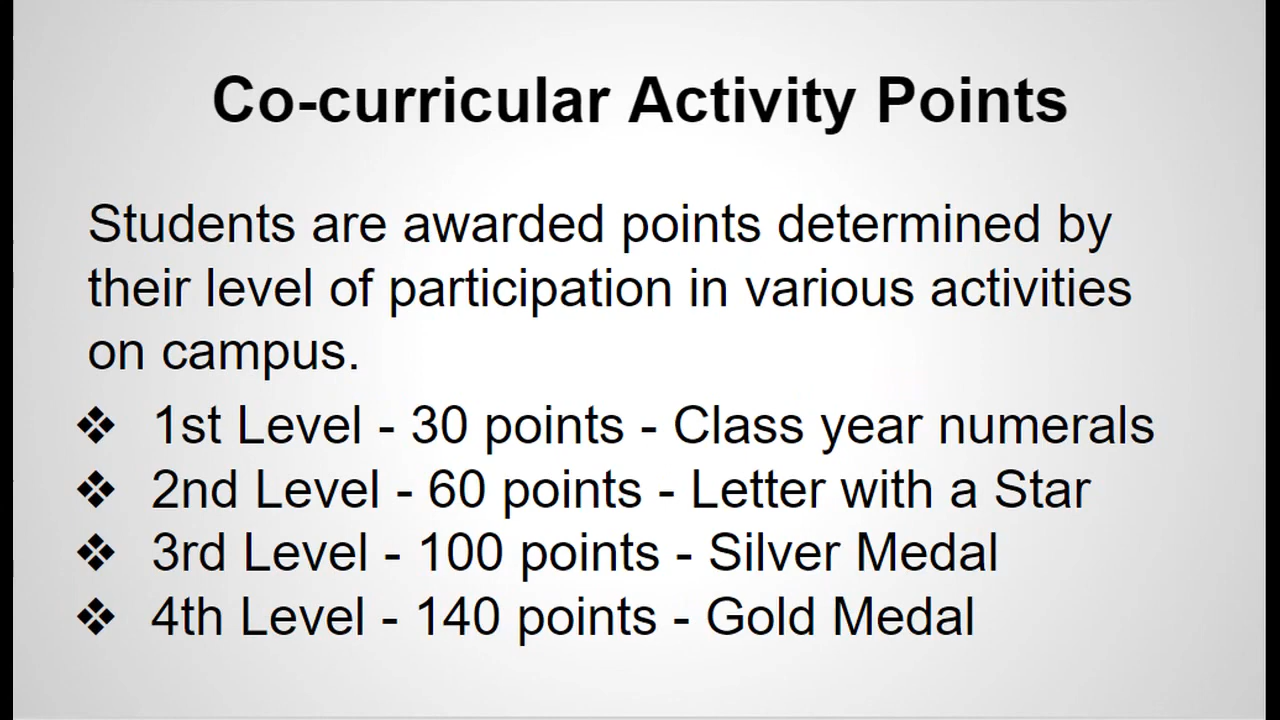 Co-curricular Activity Points
Students are awarded points determined by
their level of participation in various activities
on campus.
❖ 1st Level - 30 points - Class year numerals
❖ 2nd Level - 60 points - Letter with a Star
❖ 3rd Level - 100 points - Silver Medal
❖ 4th Level - 140 points - Gold Medal